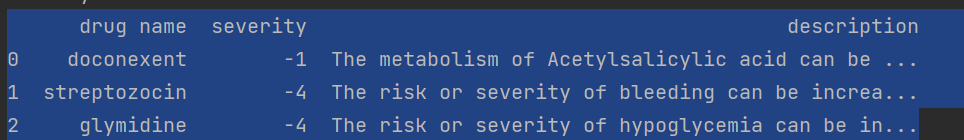 drug name severity description
0 doconexent -1 The metabolism of Acetylsalicylic acid can be ...
1 streptozocin -4 The risk or severity of bleeding can be increa...
2 glymidine -4 The risk or severity of hypoglycemia can be in...